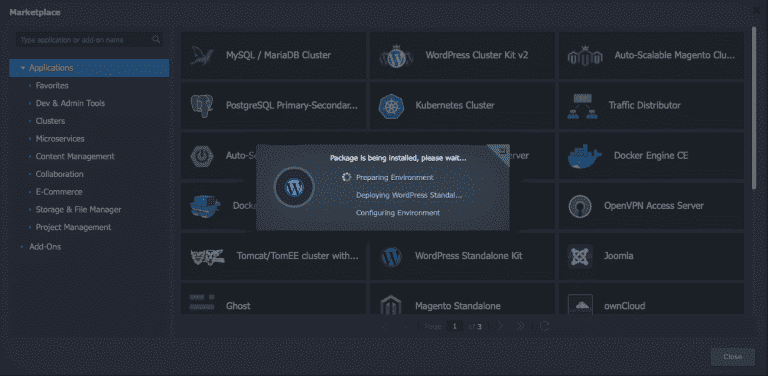 Marketplace
Type application or add-on name
Applications
Favorites
Dev & Admin Tools
Clusters
Microservices
Content Management
Collaboration
E-Commerce
Storage & File Manager
Project Management
Add-Ons
MySQL / MariaDB Cluster
WordPress Cluster Kit v2
Auto-Scalable Magento Clu...
PostgreSQL Primary-Secondar...
Kubernetes Cluster
Traffic Distributor
Auto-S
erver
Docker Engine CE
Package is being installed, please wait...
Preparing Environment
Deploying WordPress Standal...
Configuring Environment
Dock
OpenVPN Access Server
Tomcat/TomEE cluster with...
WordPress Standalone Kit
Joomla
Ghost
Magento Standalone
ownCloud
Page 1 of 3
Close